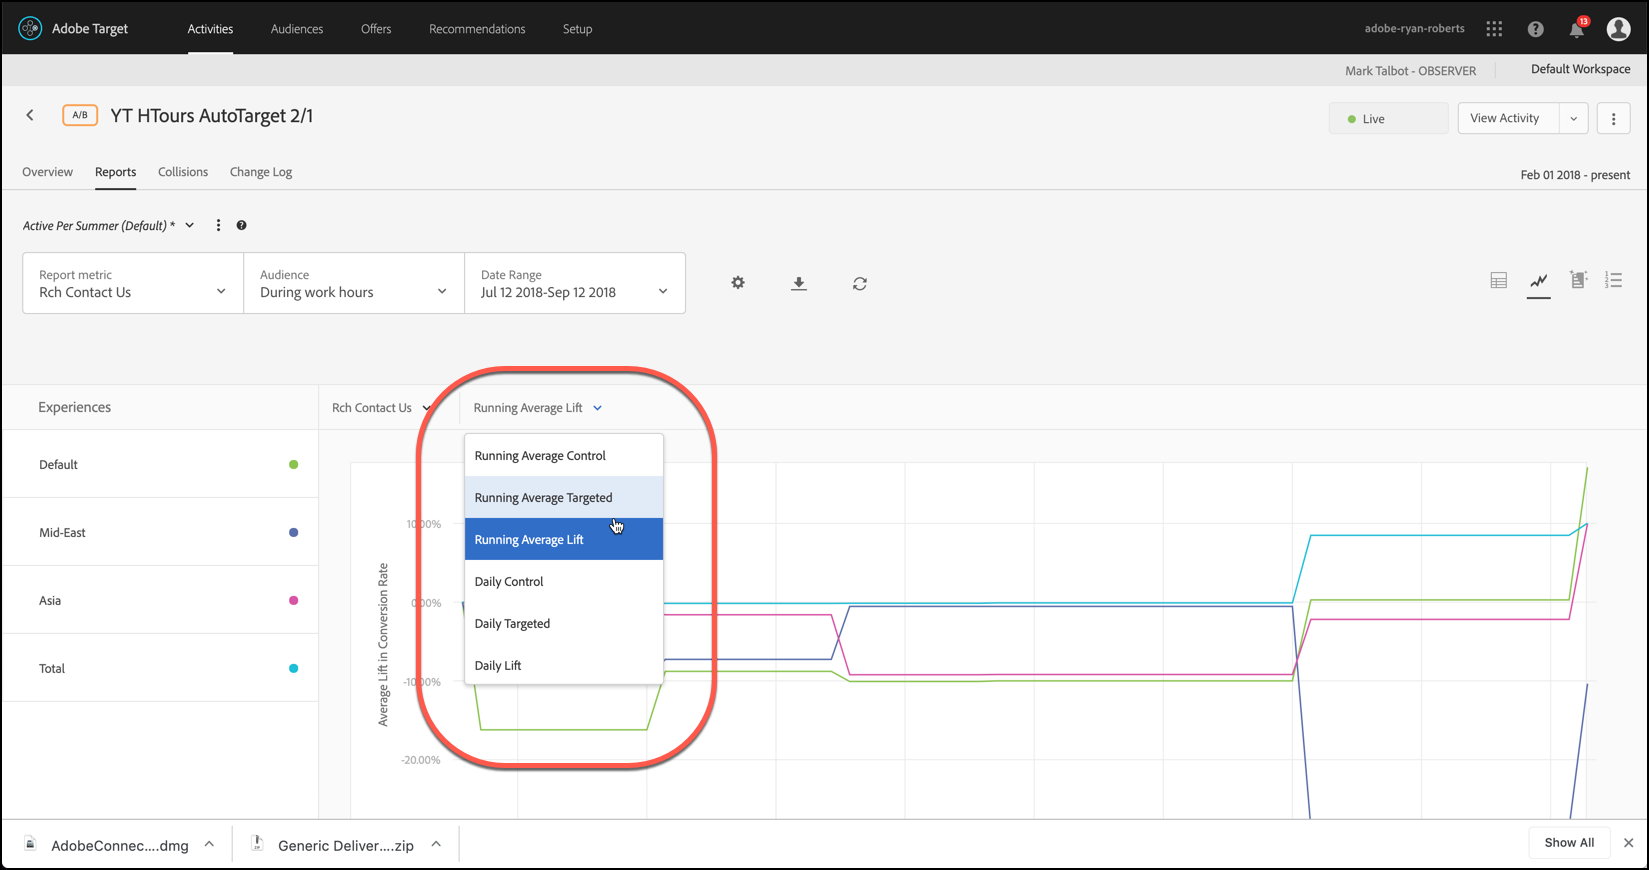 Adobe Target Activities Audiences Offers Recommendations Setup adobe-ryan-roberts ? 13
Mark Talbot - OBSERVER Default Workspace
A/B YT HTours AutoTarget 2/1 Live View Activity
Overview Reports Collisions Change Log Feb 01 2018 - present
Active Per Summer (Default) * ?
Report metric Audience Date Range
Rch Contact Us During work hours Jul 12 2018-Sep 12 2018
Experiences Rch Contact Us Running Average Lift
Running Average Control
Default
Running Average Targeted
10.00%
Mid-East
Running Average Lift
Daily Control
Asia 0.00%
Daily Targeted
Average Lift in Conversion Rate
Total Daily Lift
-10.00%
-20.00%
AdobeConnec....dmg Generic Deliver....zip Show All